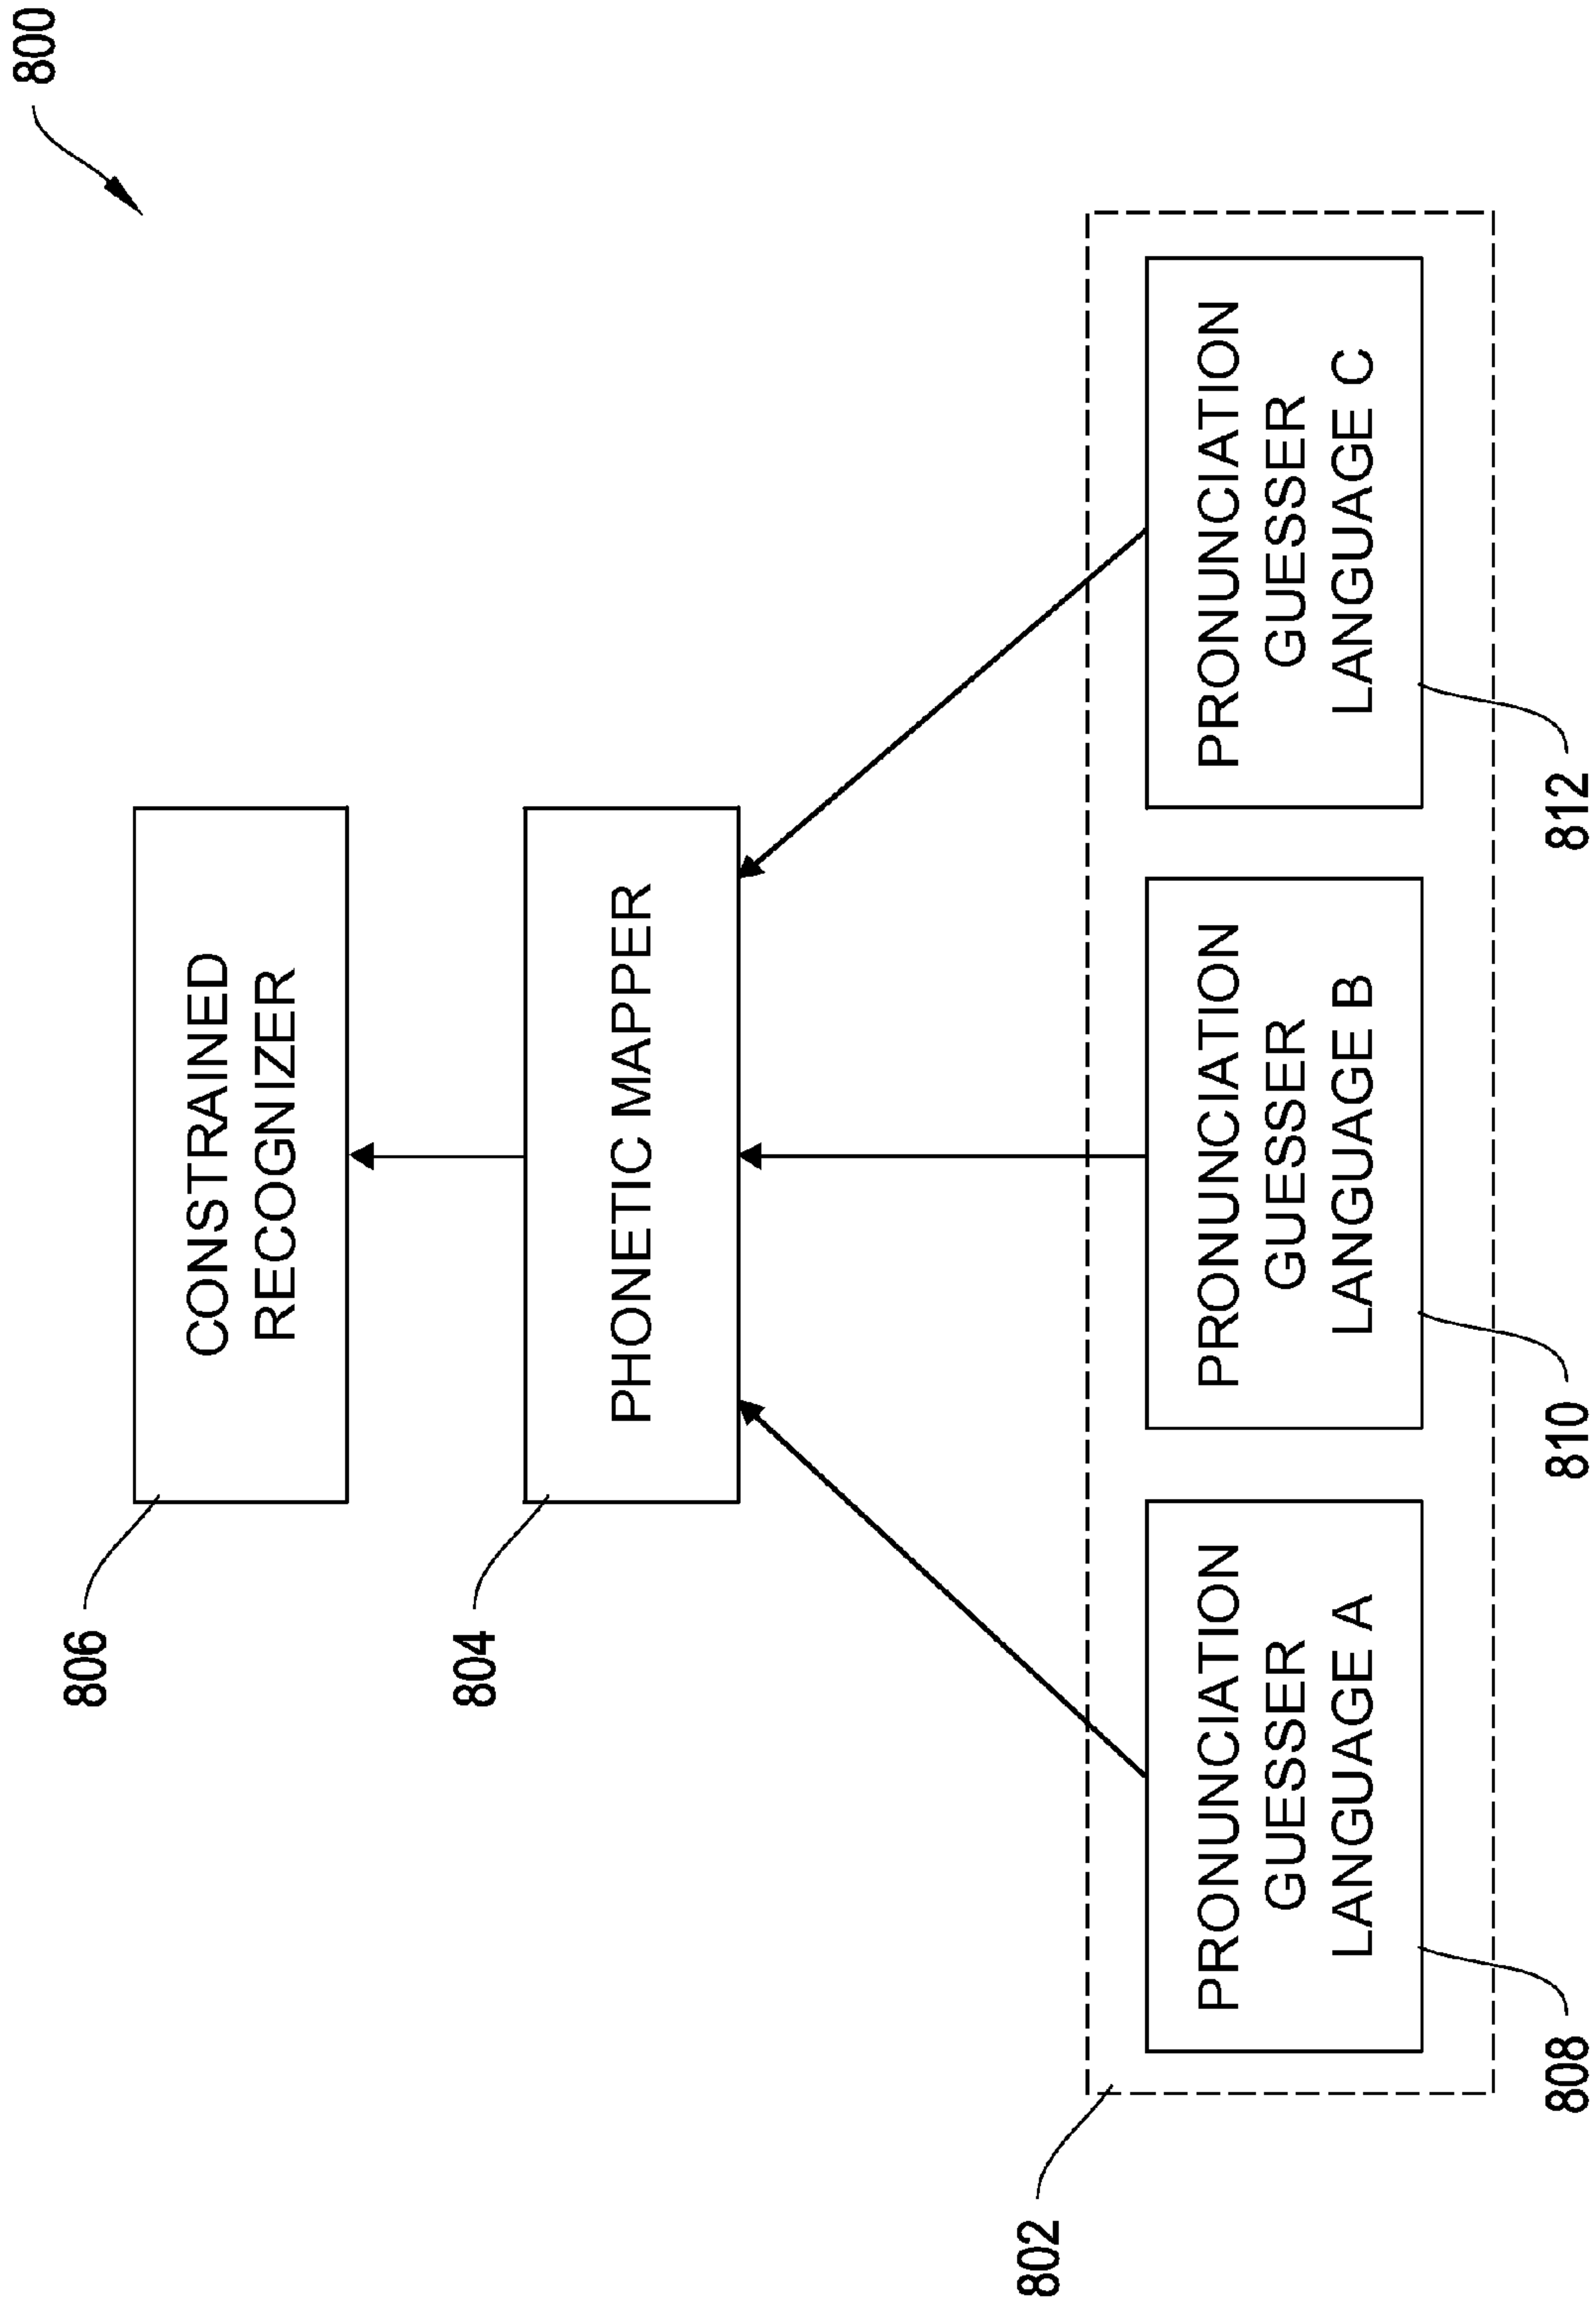 800
CONSTRAINED
RECOGNIZER
806
PHONETIC MAPPER
804
802
PRONUNCIATION
GUESSER
LANGUAGE A
808
PRONUNCIATION
GUESSER
LANGUAGE B
810
PRONUNCIATION
GUESSER
LANGUAGE C
812